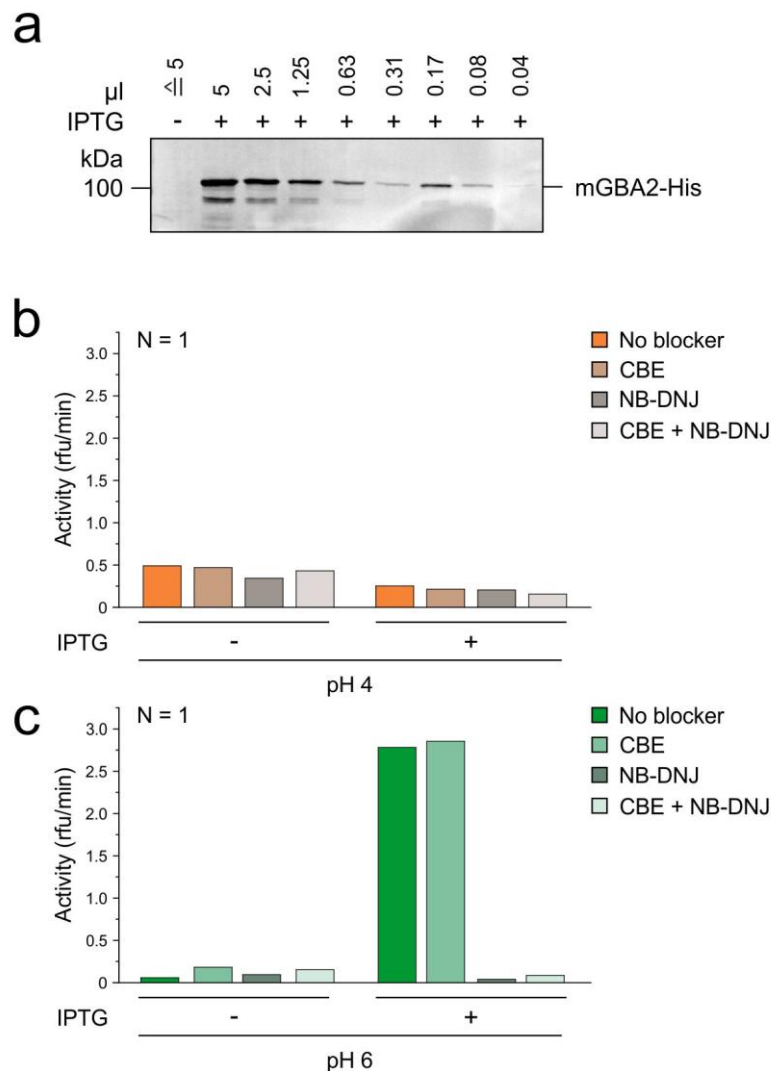 a
µl ≙ 5 5 2.5 1.25 0.63 0.31 0.17 0.08 0.04
IPTG - + + + + + + + +
kDa
100 mGBA2-His
b
N = 1
No blocker
CBE
NB-DNJ
CBE + NB-DNJ
Activity (rfu/min)
3.0
2.5
2.0
1.5
1.0
0.5
0
IPTG - +
pH 4
c
N = 1
No blocker
CBE
NB-DNJ
CBE + NB-DNJ
Activity (rfu/min)
3.0
2.5
2.0
1.5
1.0
0.5
0
IPTG - +
pH 6